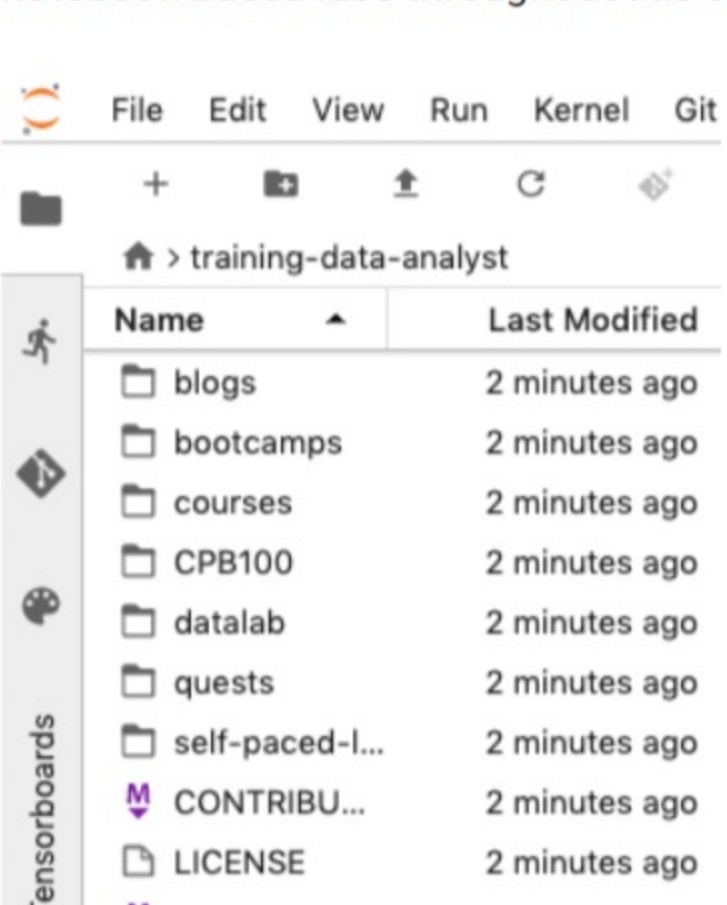 File Edit View Run Kernel Git
> training-data-analyst
Name Last Modified
blogs 2 minutes ago
bootcamps 2 minutes ago
courses 2 minutes ago
CPB100 2 minutes ago
datalab 2 minutes ago
quests 2 minutes ago
self-paced-l... 2 minutes ago
CONTRIBU... 2 minutes ago
LICENSE 2 minutes ago
ensorboards